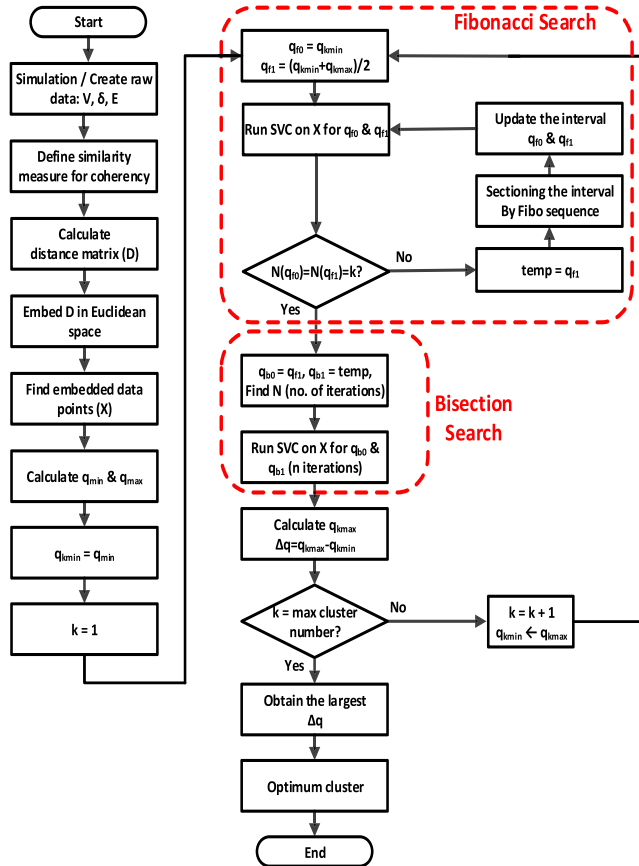 Start
Simulation / Create raw
data: V, δ, E
Define similarity
measure for coherency
Calculate
distance matrix (D)
Embed D in Euclidean
space
Find embedded data
points (X)
Calculate qmin & qmax
qkmin = qmin
k = 1
Fibonacci Search
qf0 = qkmin
qf1 = (qkmin+qkmax)/2
Run SVC on X for qf0 & qf1
N(qf0)=N(qf1)=k?
No
temp = qf1
Sectioning the interval
By Fibo sequence
Update the interval
qf0 & qf1
Yes
qb0 = qf1, qb1 = temp,
Find N (no. of iterations)
Run SVC on X for qb0 &
qb1 (n iterations)
Bisection
Search
Calculate qkmax
Δq=qkmax-qkmin
k = max cluster
number?
No
k = k + 1
qkmin ← qkmax
Yes
Obtain the largest
Δq
Optimum cluster
End